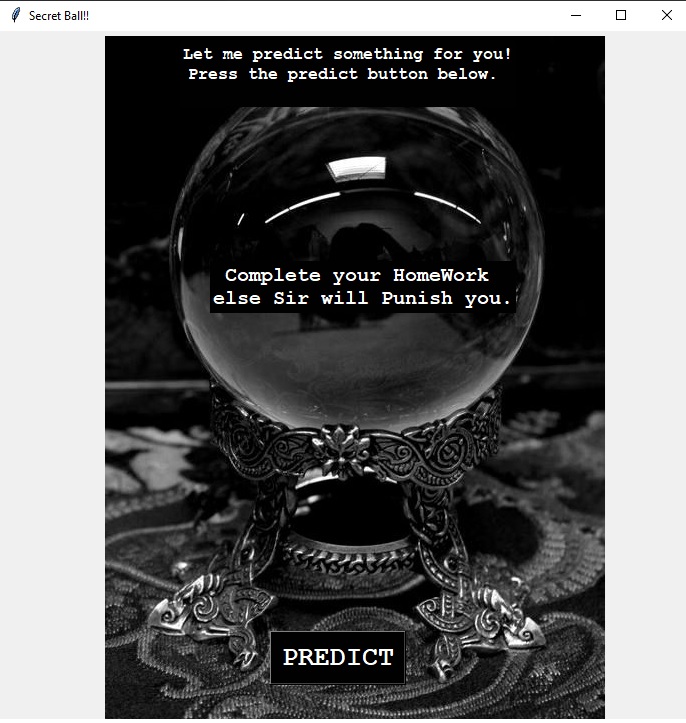 Secret Ball!!
Let me predict something for you!
Press the predict button below.
Complete your HomeWork
else Sir will Punish you.
PREDICT